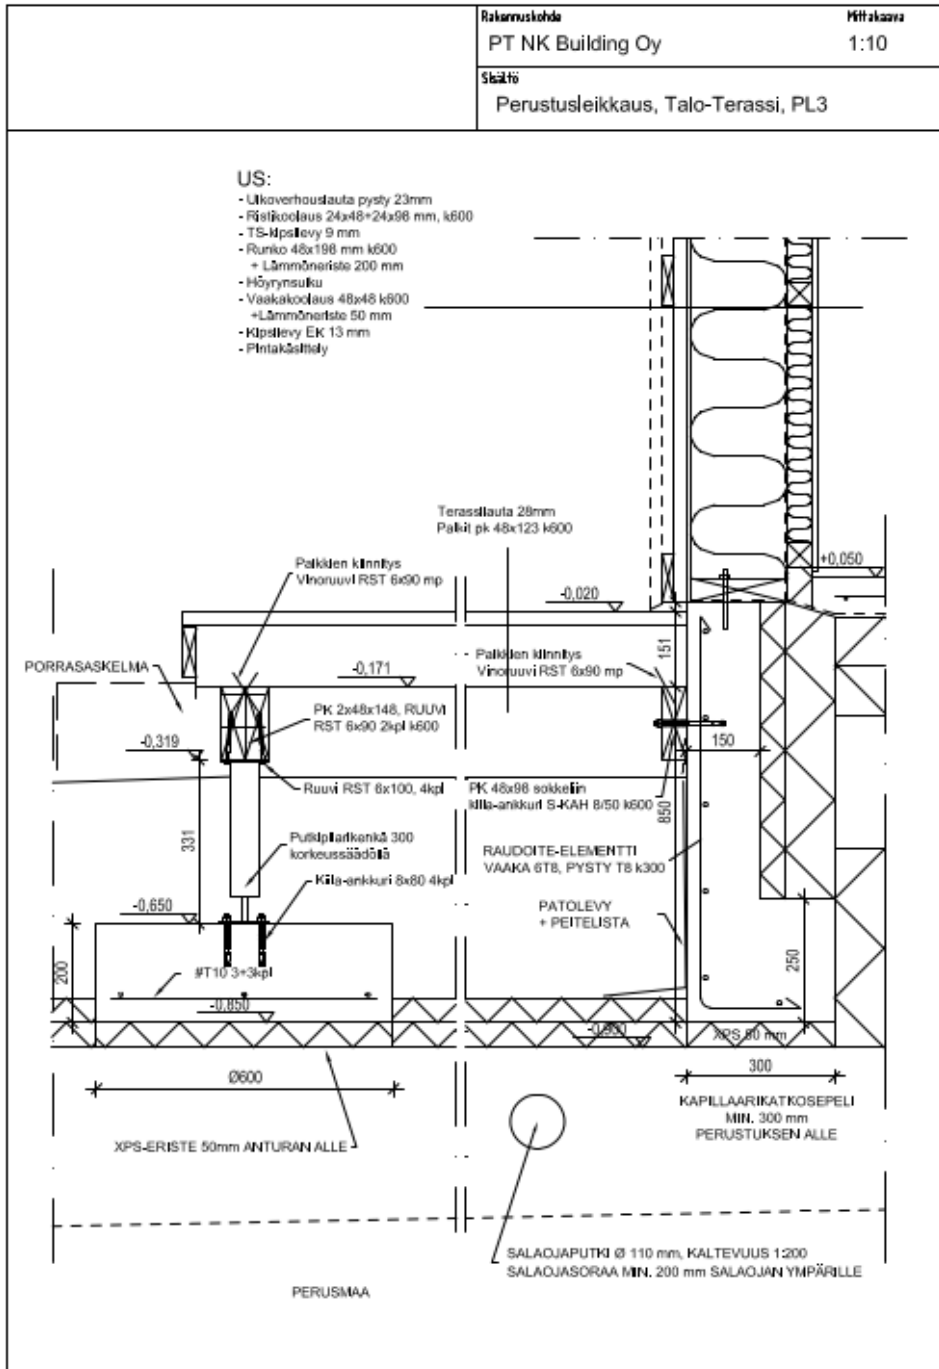 Rakennuskohde
Mittakaava
PT NK Building Oy
1:10
Sisältö
Perustusleikkaus, Talo-Terassi, PL3
US:
- Ulkoverhouslauta pysty 23mm
- Ristikoolaus 24x48+24x98 mm, k600
- TS-kipsilevy 9 mm
- Runko 48x198 mm k600
+ Lämmöneriste 200 mm
- Höyrynsulku
- Vaakakoolaus 48x48 k600
+Lämmöneriste 50 mm
- Kipsilevy EK 13 mm
- Pintakäsittely
Terassilauta 28mm
Palkit pk 48x123 k600
Palkkien kiinnitys
Vinoruuvi RST 6x90 mp
+0,050
-0,020
PORRASASKELMA
Palkkien kiinnitys
Vinoruuvi RST 6x90 mp
151
-0,171
PK 2x48x148, RUUVI
RST 6x90 2kpl k600
-0,319
150
Ruuvi RST 6x100, 4kpl
PK 48x98 sokkeliin
kiila-ankkuri S-KAH 8/50 k600
850
331
Putkipilarikenkä 300
korkeussäädöllä
RAUDOITE-ELEMENTTI
VAAKA 6T8, PYSTY T8 k300
Kiila-ankkuri 8x80 4kpl
-0,650
PATOLEVY
+ PEITELISTA
200
#T10 3+3kpl
250
-0,850
-0,900
XPS 50 mm
Ø600
300
KAPILLAARIKATKOSEPELI
MIN. 300 mm
PERUSTUKSEN ALLE
XPS-ERISTE 50mm ANTURAN ALLE
SALAOJAPUTKI Ø 110 mm, KALTEVUUS 1:200
SALAOJASORAA MIN. 200 mm SALAOJAN YMPÄRILLE
PERUSMAA